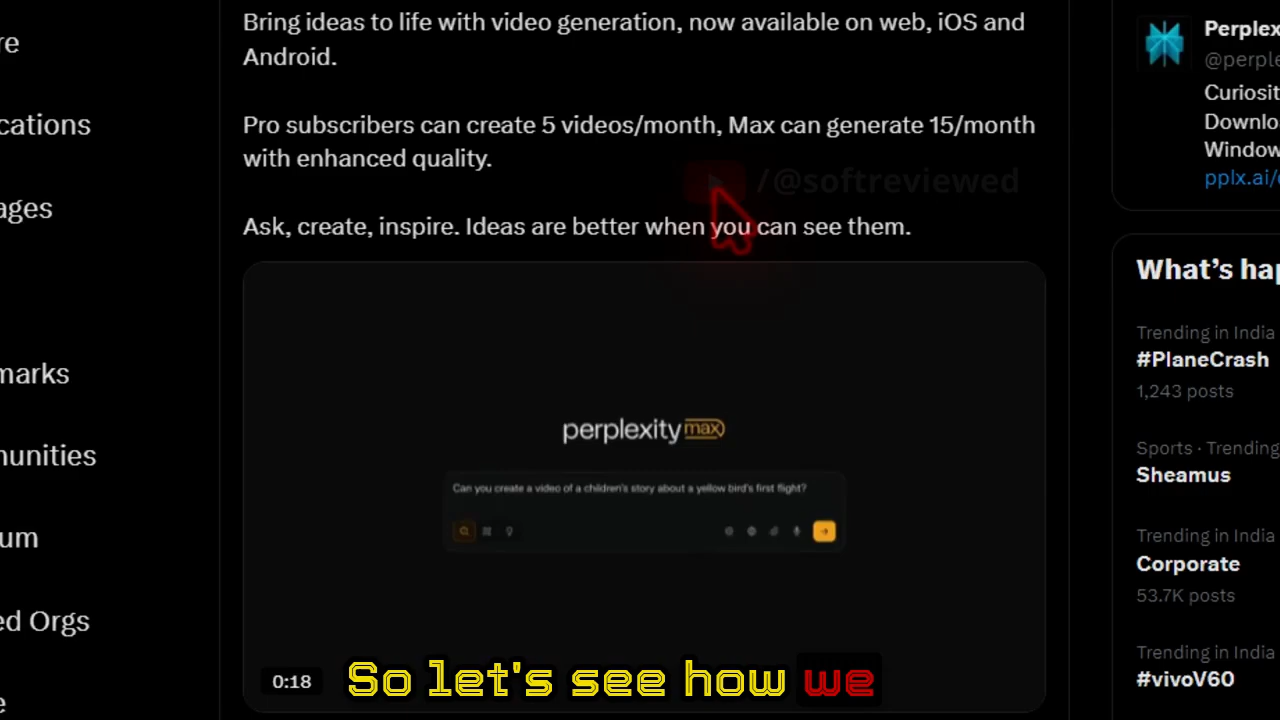 re
cations
ages
marks
nunities
um
ed Orgs
e
Bring ideas to life with video generation, now available on web, iOS and
Android.
Pro subscribers can create 5 videos/month, Max can generate 15/month
with enhanced quality.
/@softreviewed
Ask, create, inspire. Ideas are better when you can see them.
perplexity max
Can you create a video of a children's story about a yellow bird's first flight?
0:18
So let's see how we
Perplex
@perple
Curiosit
Downlo
Window
pplx.ai/
What's ha
Trending in India
#PlaneCrash
1,243 posts
Sports · Trending
Sheamus
Trending in India
Corporate
53.7K posts
Trending in India
#vivoV60